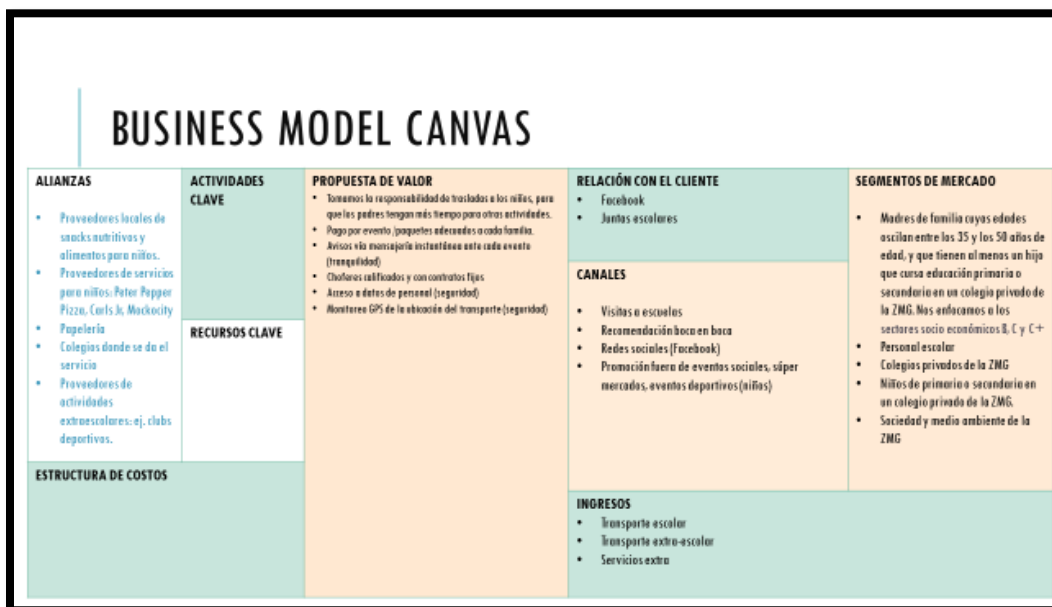 BUSINESS MODEL CANVAS
ALIANZAS
• Proveedores locales de
snacks nutritivos y
alimentos para niños.
• Proveedores de servicios
para niños: Peter Pepper
Pizza, Carls Jr, Mockocity
• Papelería
• Colegios donde se da el
servicio
• Proveedores de
actividades
extraescolares: ej. clubs
deportivos.
ACTIVIDADES
CLAVE
RECURSOS CLAVE
PROPUESTA DE VALOR
• Tomamos la responsabilidad de traslados a los niños, para
que los padres tengan más tiempo para otras actividades.
• Pago por evento /paquetes adecuados a cada familia.
• Avisos vía mensajería instantánea ante cada evento
(tranquilidad)
• Choferes calificados y con contratos fijos
• Acceso a datos de personal (seguridad)
• Monitoreo GPS de la ubicación del transporte (seguridad)
RELACIÓN CON EL CLIENTE
• Facebook
• Juntas escolares
CANALES
• Visitas a escuelas
• Recomendación boca en boca
• Redes sociales (Facebook)
• Promoción fuera de eventos sociales, súper
mercados, eventos deportivos (niños)
SEGMENTOS DE MERCADO
• Madres de familia cuyas edades
oscilan entre los 35 y los 50 años de
edad, y que tienen al menos un hijo
que cursa educación primaria o
secundaria en un colegio privado de
la ZMG. Nos enfocamos a los
sectores socio económicos B, C y C+
• Personal escolar
• Colegios privados de la ZMG
• Niños de primaria o secundaria en
un colegio privado de la ZMG.
• Sociedad y medio ambiente de la
ZMG
ESTRUCTURA DE COSTOS
INGRESOS
• Transporte escolar
• Transporte extra-escolar
• Servicios extra